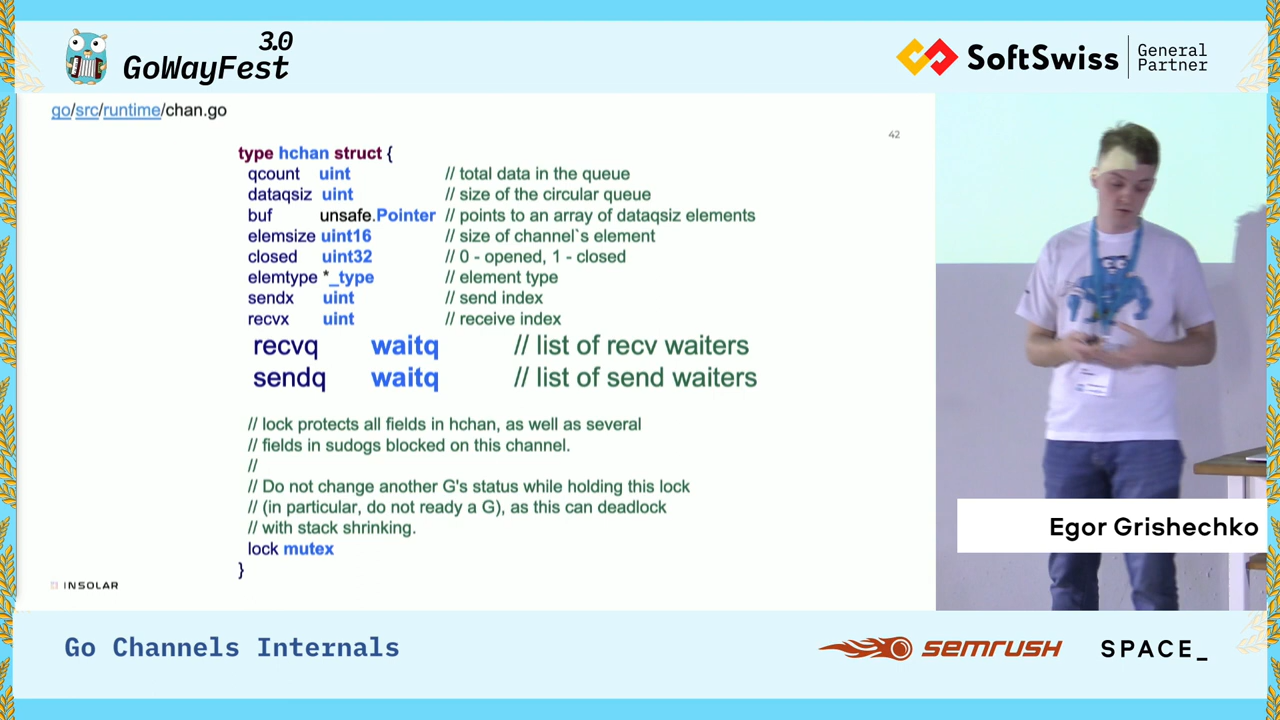 3.0
GoWayFest
SoftSwiss General Partner
go/src/runtime/chan.go
42
type hchan struct {
qcount uint // total data in the queue
dataqsiz uint // size of the circular queue
buf unsafe.Pointer // points to an array of dataqsiz elements
elemsize uint16 // size of channel`s element
closed uint32 // 0 - opened, 1 - closed
elemtype *_type // element type
sendx uint // send index
recvx uint // receive index
recvq waitq // list of recv waiters
sendq waitq // list of send waiters
// lock protects all fields in hchan, as well as several
// fields in sudogs blocked on this channel.
//
// Do not change another G's status while holding this lock
// (in particular, do not ready a G), as this can deadlock
// with stack shrinking.
lock mutex
}
INSOLAR
Egor Grishechko
Go Channels Internals
semrush
SPACE_